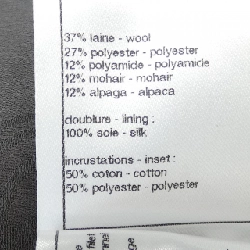 37% laine - wool
27% polyester - polyester
12% polyamide - polyamide
12% mohair - mohair
12% alpaga - alpaca
doublure - lining :
100% soie - silk
incrustations - inset :
50% coton - cotton
50% polyester - polyester